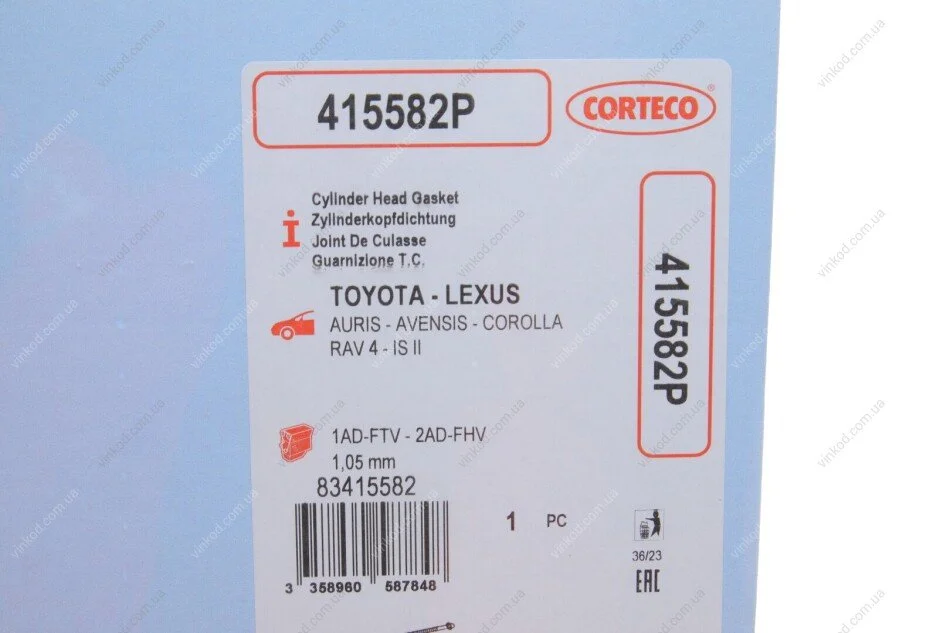 415582P
CORTECO®
Cylinder Head Gasket
Zylinderkopfdichtung
Joint De Culasse
Guarnizione T.C.
TOYOTA - LEXUS
AURIS - AVENSIS - COROLLA
RAV 4 - IS II
415582P
1AD-FTV - 2AD-FHV
1,05 mm
83415582
1 PC
36/23
EAC
3 358960 587848
vinkod.com.ua